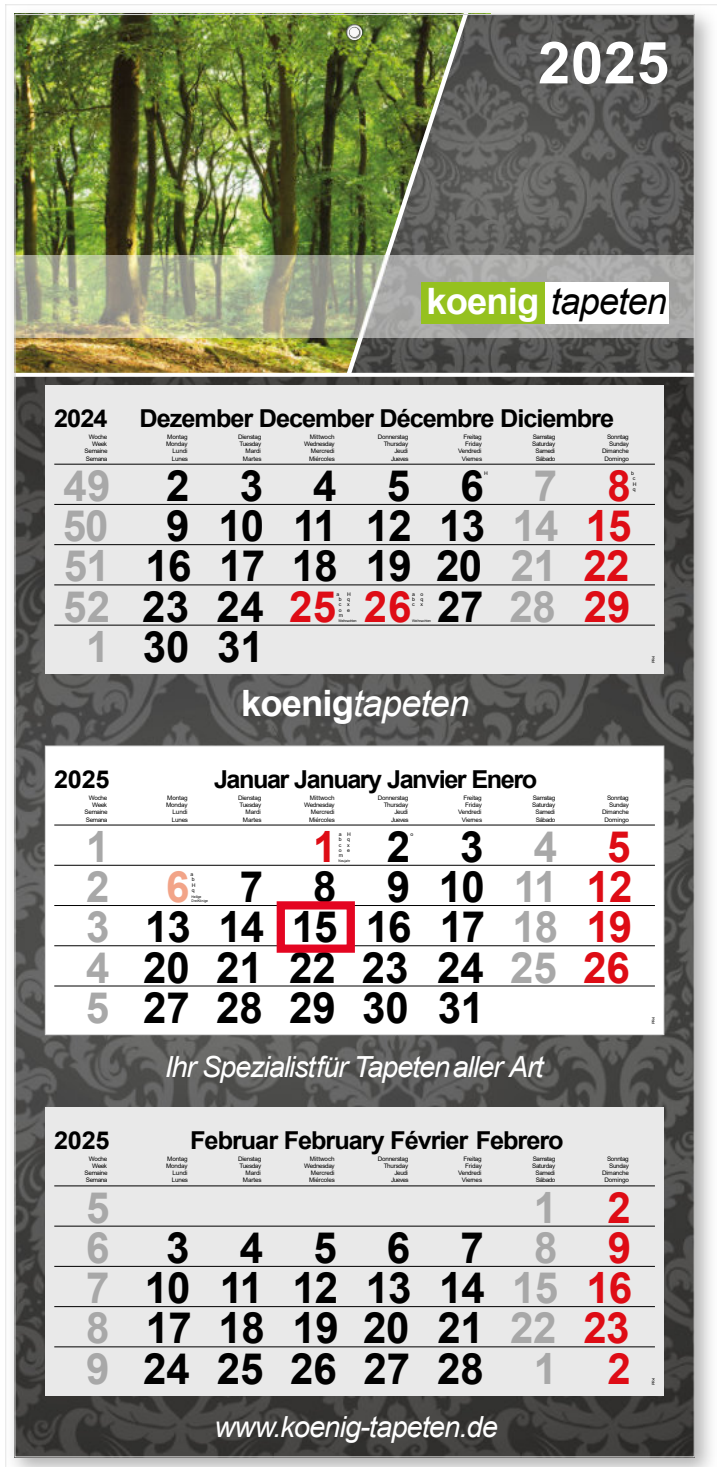 2025
koenig tapeten
2024 Dezember December Décembre Diciembre
Woche Montag Dienstag Mittwoch Donnerstag Freitag Samstag Sonntag
Week Monday Tuesday Wednesday Thursday Friday Saturday Sunday
Semaine Lundi Mardi Mercredi Jeudi Vendredi Samedi Dimanche
Semana Lunes Martes Miércoles Jueves Viernes Sábado Domingo
49 2 3 4 5 6 H 7 8 b c H q
50 9 10 11 12 13 14 15
51 16 17 18 19 20 21 22
52 23 24 25 26 27 28 29
1 30 31
koenigtapeten
2025 Januar January Janvier Enero
Woche Montag Dienstag Mittwoch Donnerstag Freitag Samstag Sonntag
Week Monday Tuesday Wednesday Thursday Friday Saturday Sunday
Semaine Lundi Mardi Mercredi Jeudi Vendredi Samedi Dimanche
Semana Lunes Martes Miércoles Jueves Viernes Sábado Domingo
1 1 2 3 4 5
2 6 7 8 9 10 11 12
3 13 14 15 16 17 18 19
4 20 21 22 23 24 25 26
5 27 28 29 30 31
Ihr Spezialistfür Tapeten aller Art
2025 Februar February Février Febrero
Woche Montag Dienstag Mittwoch Donnerstag Freitag Samstag Sonntag
Week Monday Tuesday Wednesday Thursday Friday Saturday Sunday
Semaine Lundi Mardi Mercredi Jeudi Vendredi Samedi Dimanche
Semana Lunes Martes Miércoles Jueves Viernes Sábado Domingo
5 1 2
6 3 4 5 6 7 8 9
7 10 11 12 13 14 15 16
8 17 18 19 20 21 22 23
9 24 25 26 27 28 1 2
www.koenig-tapeten.de